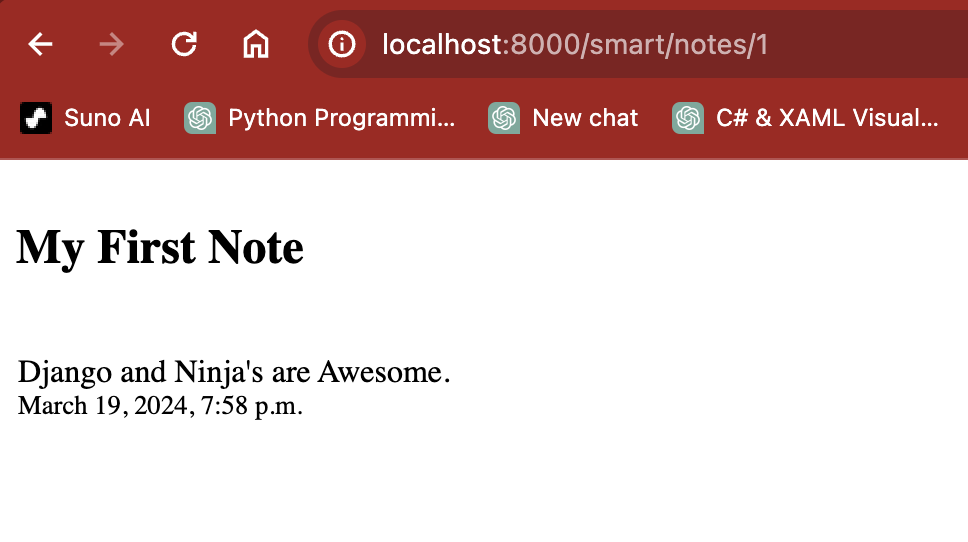 localhost:8000/smart/notes/1
Suno AI Python Programmi... New chat C# & XAML Visual...
My First Note
Django and Ninja's are Awesome.
March 19, 2024, 7:58 p.m.